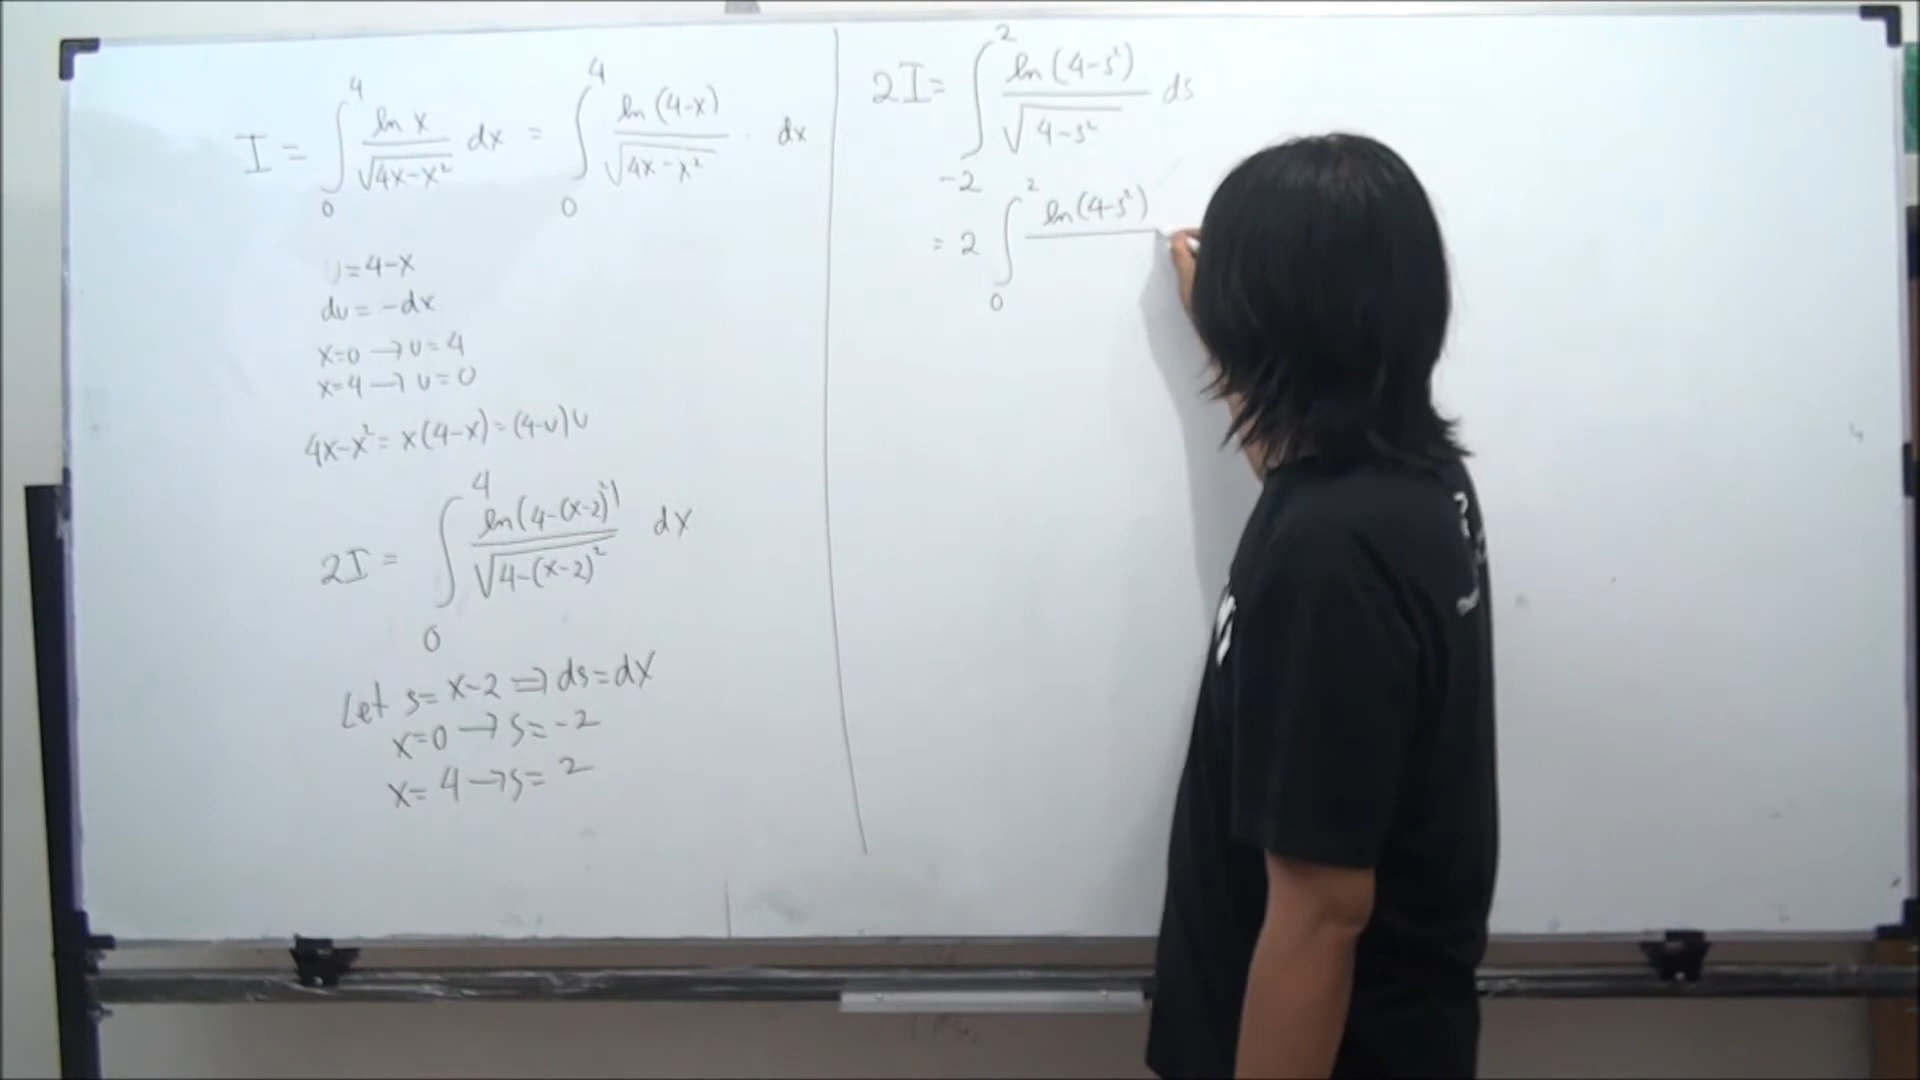 I = ∫₀⁴ ln x / √(4x-x²) dx = ∫₀⁴ ln (4-x) / √(4x-x²) dx
u=4-x
du = -dx
x=0 → u=4
x=4 → u=0
4x-x² = x(4-x) = (4-u)u
2I = ∫₀⁴ ln(4-(x-2)²) / √(4-(x-2)²) dx
Let s= x-2 ⇒ ds=dx
x=0 → s=-2
x=4 → s=2
2I= ∫₋₂² ln (4-s²) / √(4-s²) ds
= 2 ∫₀² ln(4-s²)